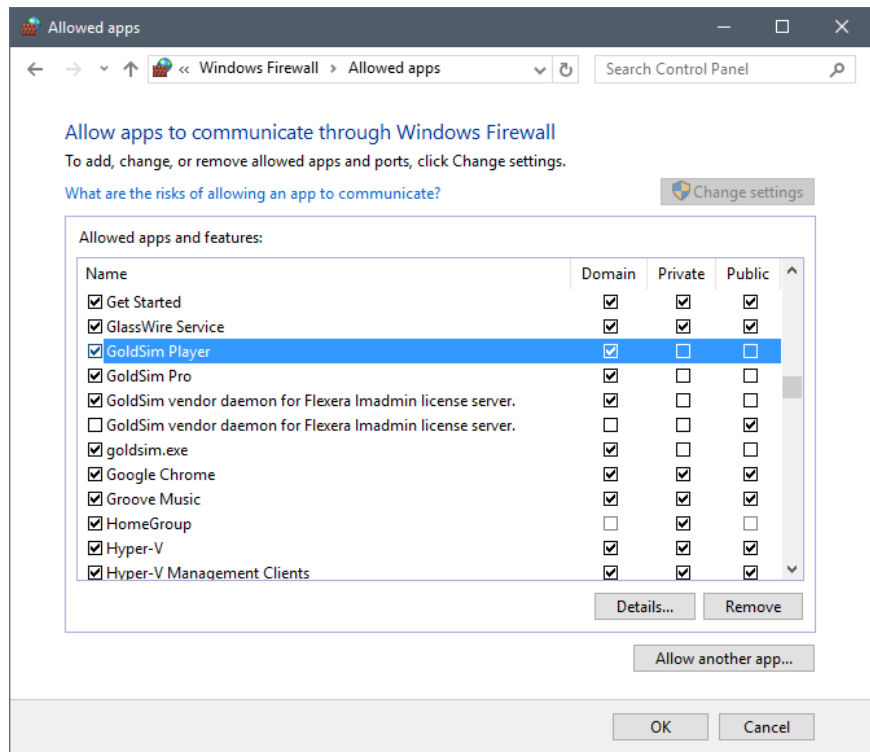 Allowed apps
« Windows Firewall › Allowed apps
Search Control Panel
Allow apps to communicate through Windows Firewall
To add, change, or remove allowed apps and ports, click Change settings.
What are the risks of allowing an app to communicate?
Change settings
Allowed apps and features:
Name Domain Private Public
Get Started
GlassWire Service
GoldSim Player
GoldSim Pro
GoldSim vendor daemon for Flexera lmadmin license server.
GoldSim vendor daemon for Flexera lmadmin license server.
goldsim.exe
Google Chrome
Groove Music
HomeGroup
Hyper-V
Hyper-V Management Clients
Details... Remove
Allow another app...
OK Cancel